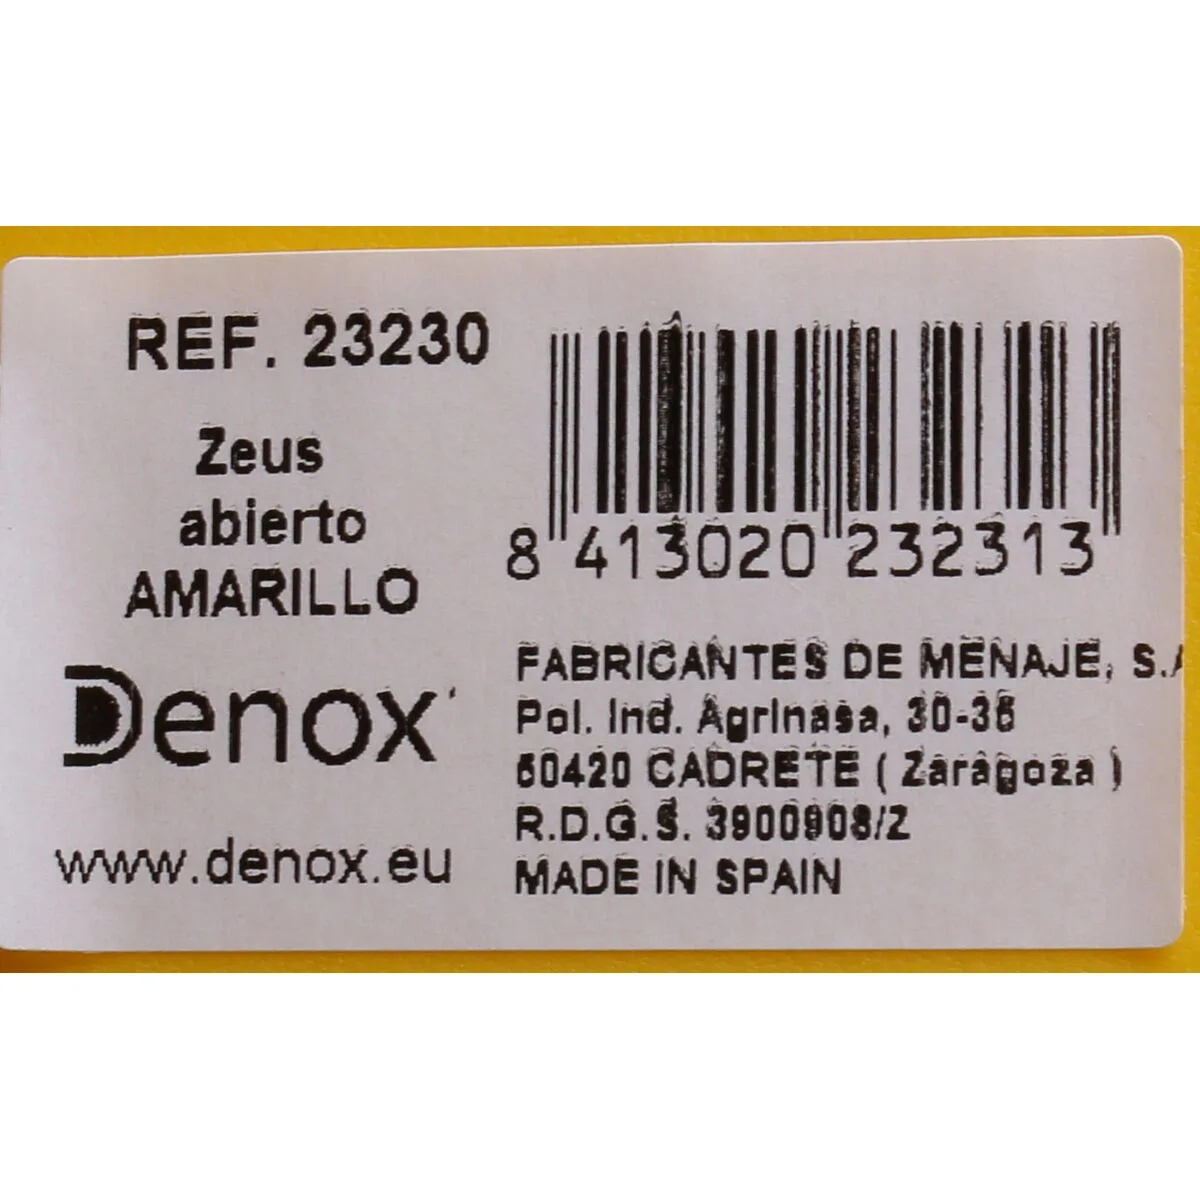 REF. 23230
Zeus
abierto
AMARILLO
Denox
www.denox.eu
8 413020 232313
FABRICANTES DE MENAJE, S.A
Pol. Ind. Agrinasa, 30-36
50420 CADRETE ( Zaragoza )
R.D.G.S. 3900908/Z
MADE IN SPAIN